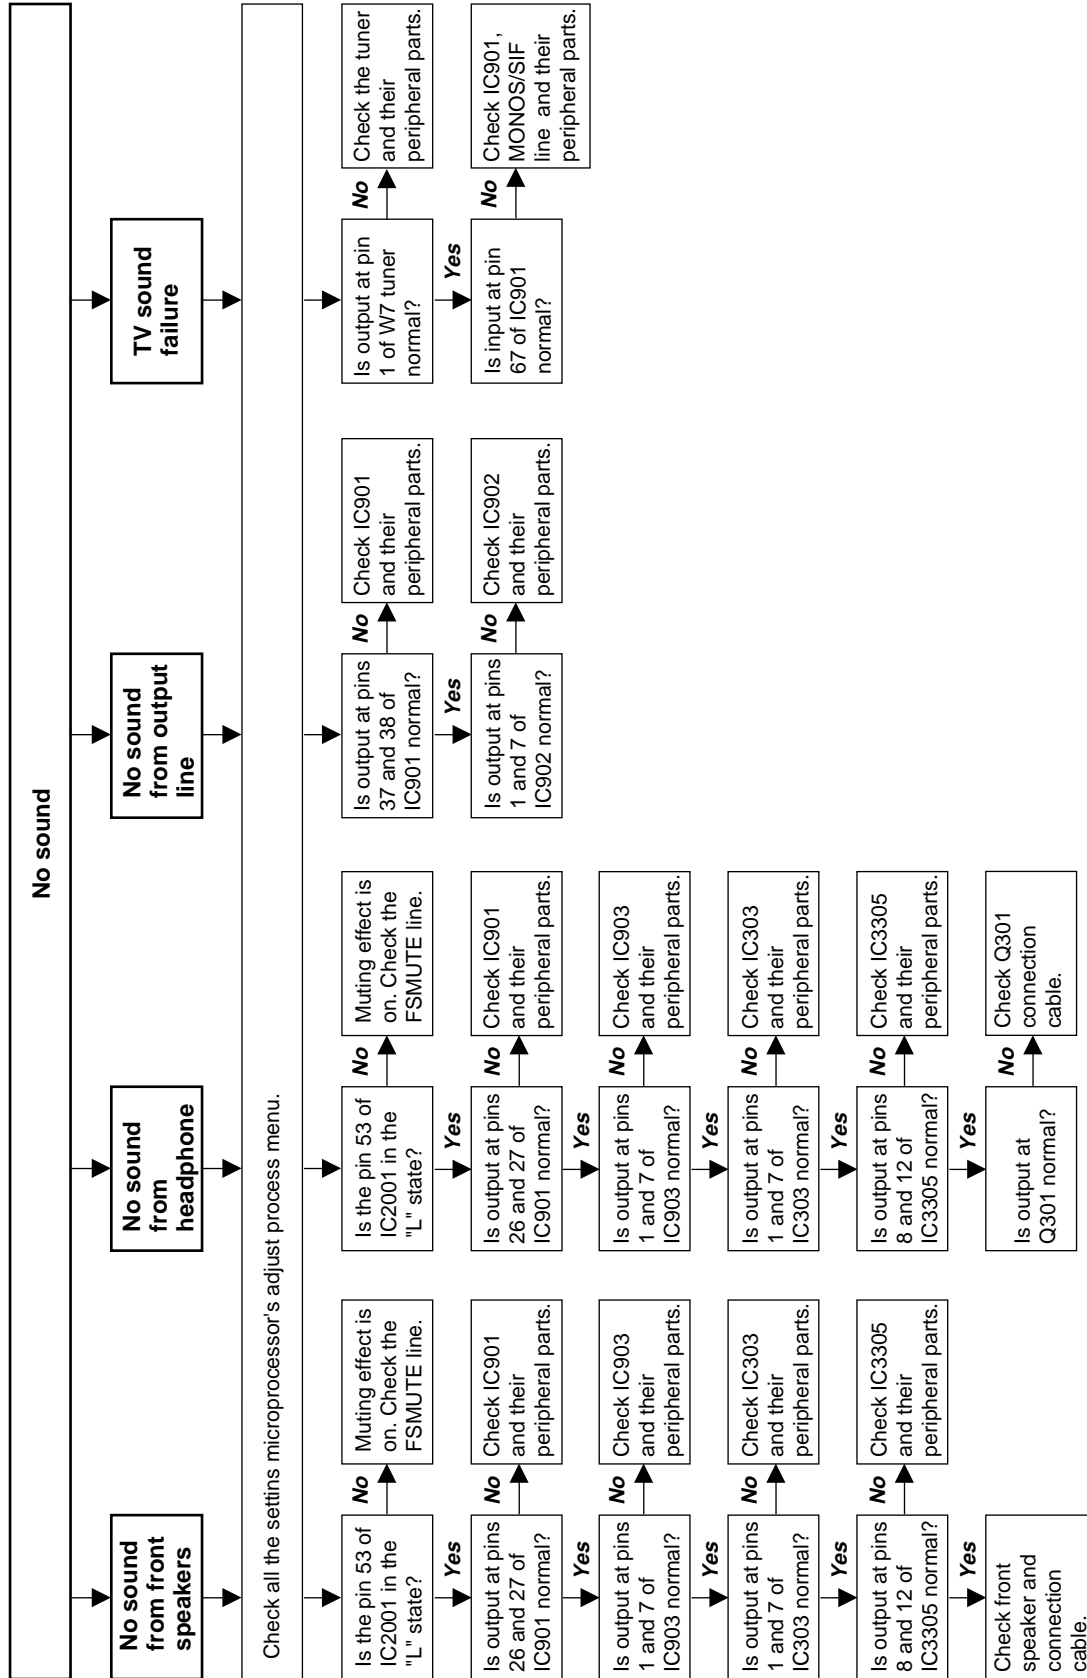 No sound
No sound
from front
speakers
No sound
from
headphone
No sound
from output
line
TV sound
failure
Check all the settins microprocessor's adjust process menu.
Is the pin 53 of
IC2001 in the
"L" state?
No
Muting effect is
on. Check the
FSMUTE line.
Yes
Is output at pins
26 and 27 of
IC901 normal?
No
Check IC901
and their
peripheral parts.
Yes
Is output at pins
1 and 7 of
IC903 normal?
No
Check IC903
and their
peripheral parts.
Yes
Is output at pins
1 and 7 of
IC303 normal?
No
Check IC303
and their
peripheral parts.
Yes
Is output at pins
8 and 12 of
IC3305 normal?
No
Check IC3305
and their
peripheral parts.
Yes
Check front
speaker and
connection
cable.
Is the pin 53 of
IC2001 in the
"L" state?
No
Muting effect is
on. Check the
FSMUTE line.
Yes
Is output at pins
26 and 27 of
IC901 normal?
No
Check IC901
and their
peripheral parts.
Yes
Is output at pins
1 and 7 of
IC903 normal?
No
Check IC903
and their
peripheral parts.
Yes
Is output at pins
1 and 7 of
IC303 normal?
No
Check IC303
and their
peripheral parts.
Yes
Is output at pins
8 and 12 of
IC3305 normal?
No
Check IC3305
and their
peripheral parts.
Yes
Is output at
Q301 normal?
No
Check Q301
connection
cable.
Is output at pins
37 and 38 of
IC901 normal?
No
Check IC901
and their
peripheral parts.
Yes
Is output at pins
1 and 7 of
IC902 normal?
No
Check IC902
and their
peripheral parts.
Is output at pin
1 of W7 tuner
normal?
No
Check the tuner
and their
peripheral parts.
Yes
Is input at pin
67 of IC901
normal?
No
Check IC901,
MONOS/SIF
line and their
peripheral parts.